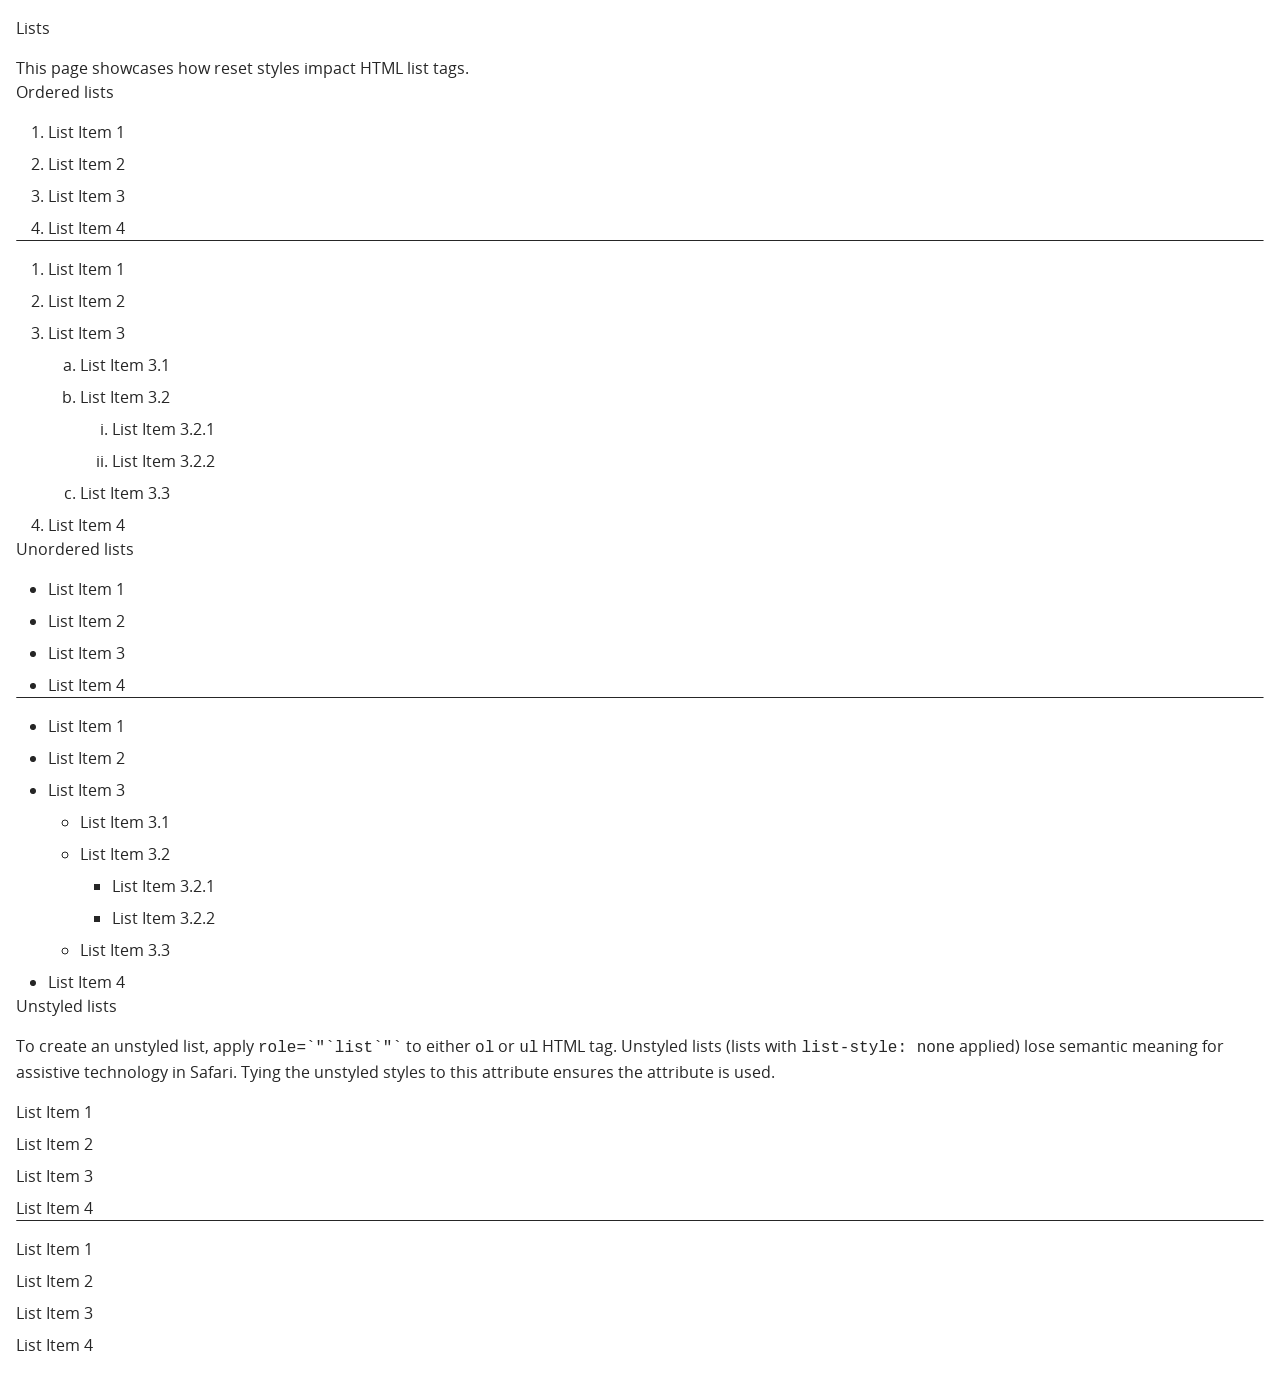 Lists
This page showcases how reset styles impact HTML list tags.
Ordered lists
1. List Item 1
2. List Item 2
3. List Item 3
4. List Item 4
1. List Item 1
2. List Item 2
3. List Item 3
a. List Item 3.1
b. List Item 3.2
i. List Item 3.2.1
ii. List Item 3.2.2
c. List Item 3.3
4. List Item 4
Unordered lists
• List Item 1
• List Item 2
• List Item 3
• List Item 4
• List Item 1
• List Item 2
• List Item 3
◦ List Item 3.1
◦ List Item 3.2
▪ List Item 3.2.1
▪ List Item 3.2.2
◦ List Item 3.3
• List Item 4
Unstyled lists
To create an unstyled list, apply role=`"`list`"` to either ol or ul HTML tag. Unstyled lists (lists with list-style: none applied) lose semantic meaning for
assistive technology in Safari. Tying the unstyled styles to this attribute ensures the attribute is used.
List Item 1
List Item 2
List Item 3
List Item 4
List Item 1
List Item 2
List Item 3
List Item 4